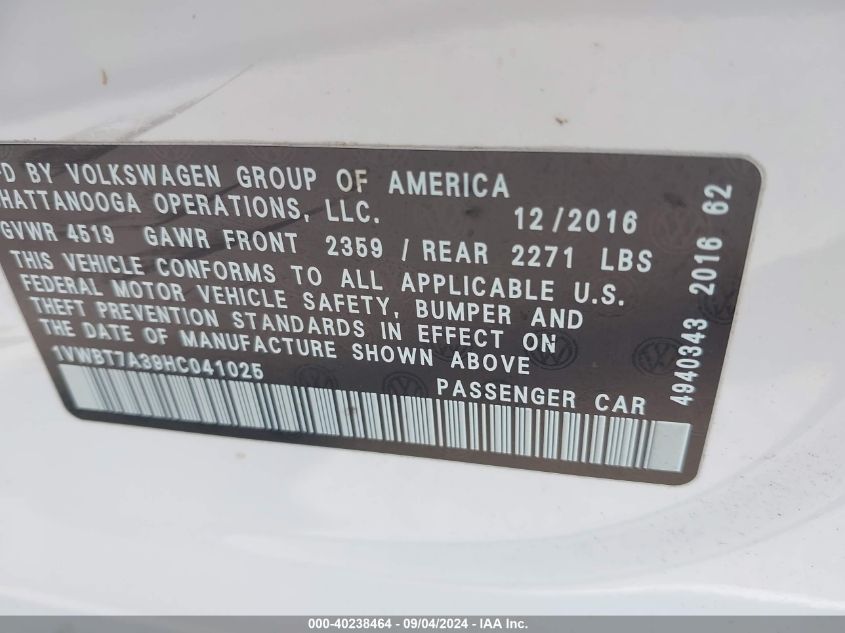 FD BY VOLKSWAGEN GROUP OF AMERICA
HATTANOOGA OPERATIONS, LLC. 12/2016
GVWR 4519 GAWR FRONT 2359 / REAR 2271 LBS
THIS VEHICLE CONFORMS TO ALL APPLICABLE U.S.
FEDERAL MOTOR VEHICLE SAFETY, BUMPER AND
THEFT PREVENTION STANDARDS IN EFFECT ON
THE DATE OF MANUFACTURE SHOWN ABOVE
1VWBT7A39HC041025
PASSENGER CAR
4940343 2016 62
000-40238464 - 09/04/2024 - IAA Inc.